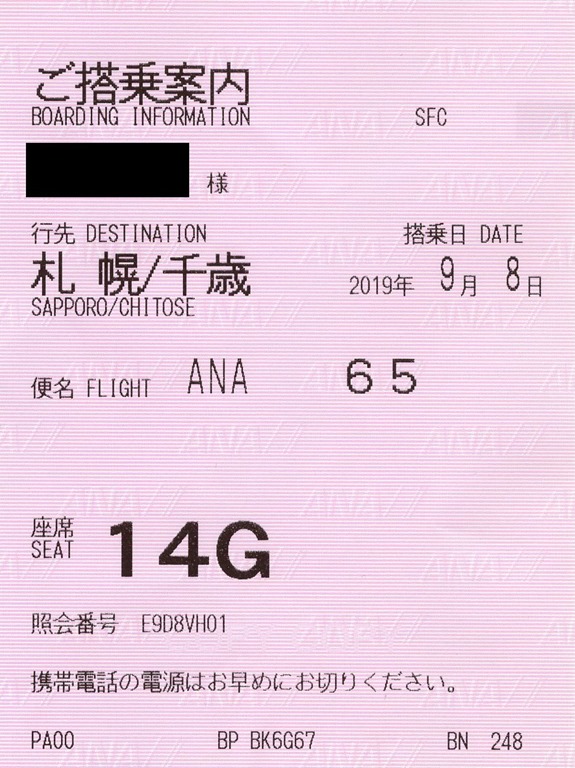 ご搭乗案内
BOARDING INFORMATION SFC
様
行先 DESTINATION 搭乗日 DATE
札 幌/千歳 2019年 9月 8日
SAPPORO/CHITOSE
便名 FLIGHT ANA 65
座席
SEAT 14G
照会番号 E9D8VH01
携帯電話の電源はお早めにお切りください。
PA00 BP BK6G67 BN 248